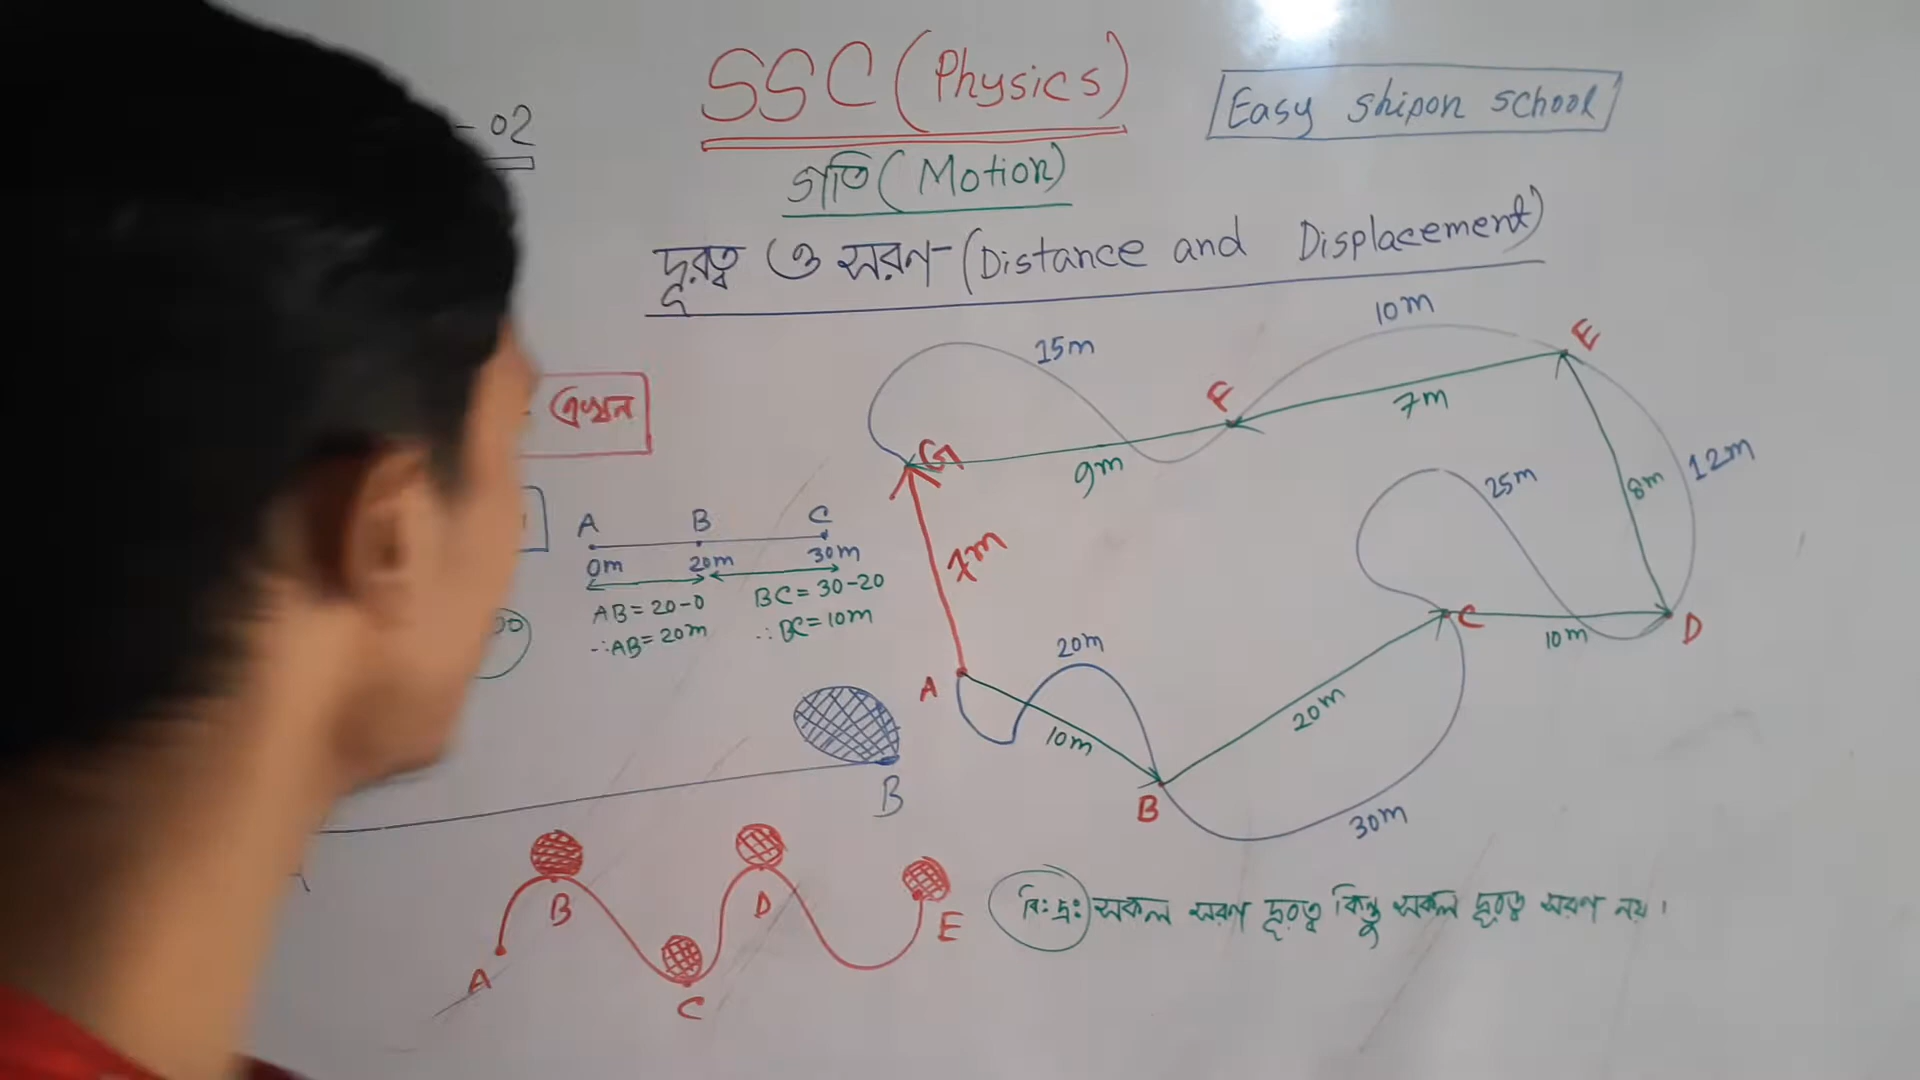 - 02
SSC (Physics)
Easy Shipon School
গতি (Motion)
দূরত্ব ও সরণ- (Distance and Displacement)
এখন
A B C
0m 20m 30m
AB = 20-0
∴AB = 20m
BC = 30-20
∴BC = 10m
15m
10m
E
F
7m
G
9m
12m
8m
25m
7m
C
10m
D
A
20m
10m
20m
B
30m
B
B
D
A
C
E
বি: দ্র: সকল সরণ দূরত্ব কিন্তু সকল দূরত্ব সরণ নয়।